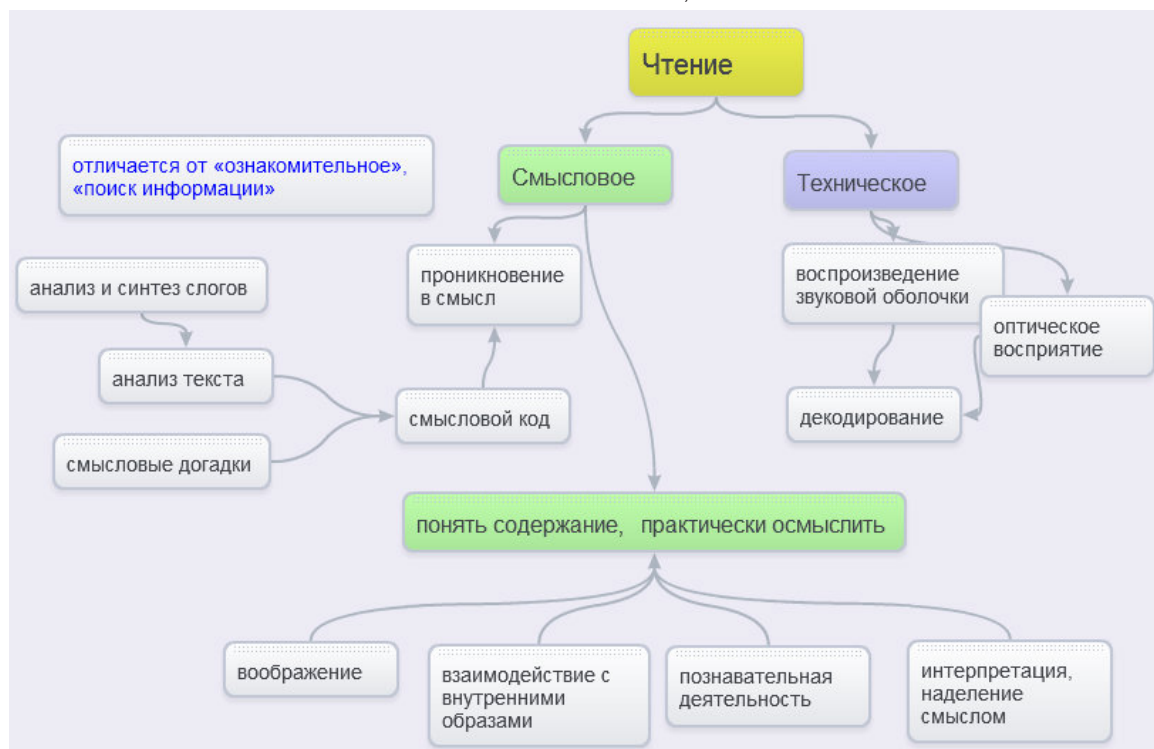 Чтение
отличается от «ознакомительное»,
«поиск информации»
Смысловое
Техническое
анализ и синтез слогов
проникновение
в смысл
воспроизведение
звуковой оболочки
оптическое
восприятие
анализ текста
смысловой код
декодирование
смысловые догадки
понять содержание, практически осмыслить
воображение
взаимодействие с
внутренними
образами
познавательная
деятельность
интерпретация,
наделение
смыслом